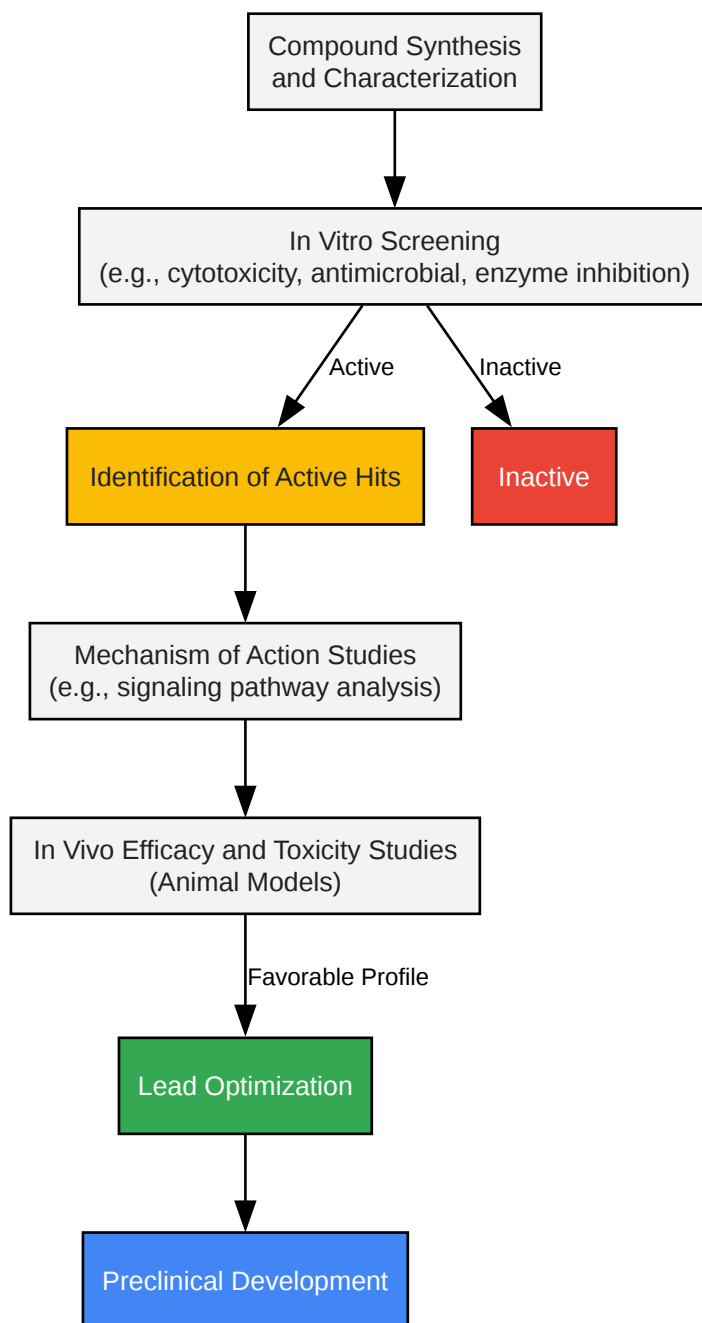 Compound Synthesis
and Characterization
In Vitro Screening
(e.g., cytotoxicity, antimicrobial, enzyme inhibition)
Active
Inactive
Identification of Active Hits
Inactive
Mechanism of Action Studies
(e.g., signaling pathway analysis)
In Vivo Efficacy and Toxicity Studies
(Animal Models)
Favorable Profile
Lead Optimization
Preclinical Development